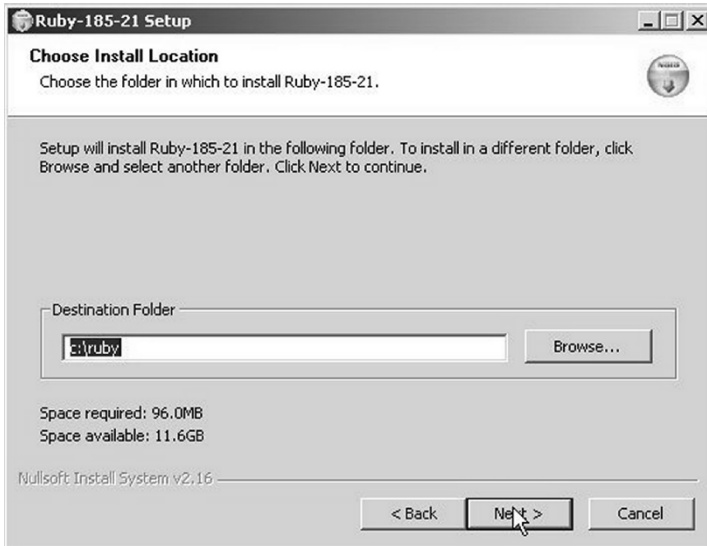 Ruby-185-21 Setup
Choose Install Location
Choose the folder in which to install Ruby-185-21.
Setup will install Ruby-185-21 in the following folder. To install in a different folder, click
Browse and select another folder. Click Next to continue.
Destination Folder
c:\ruby
Browse...
Space required: 96.0MB
Space available: 11.6GB
Nullsoft Install System v2.16
< Back
Next >
Cancel